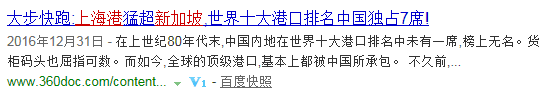 大步快跑:上海港猛超新加坡,世界十大港口排名中国独占7席!
2016年12月31日 - 在上世纪80年代末,中国内地在世界十大港口排名中未有一席,榜上无名。货
柜码头也屈指可数。而如今,全球的顶级港口,基本上都被中国所承包。 不久前,...
www.360doc.com/content... - V1 - 百度快照